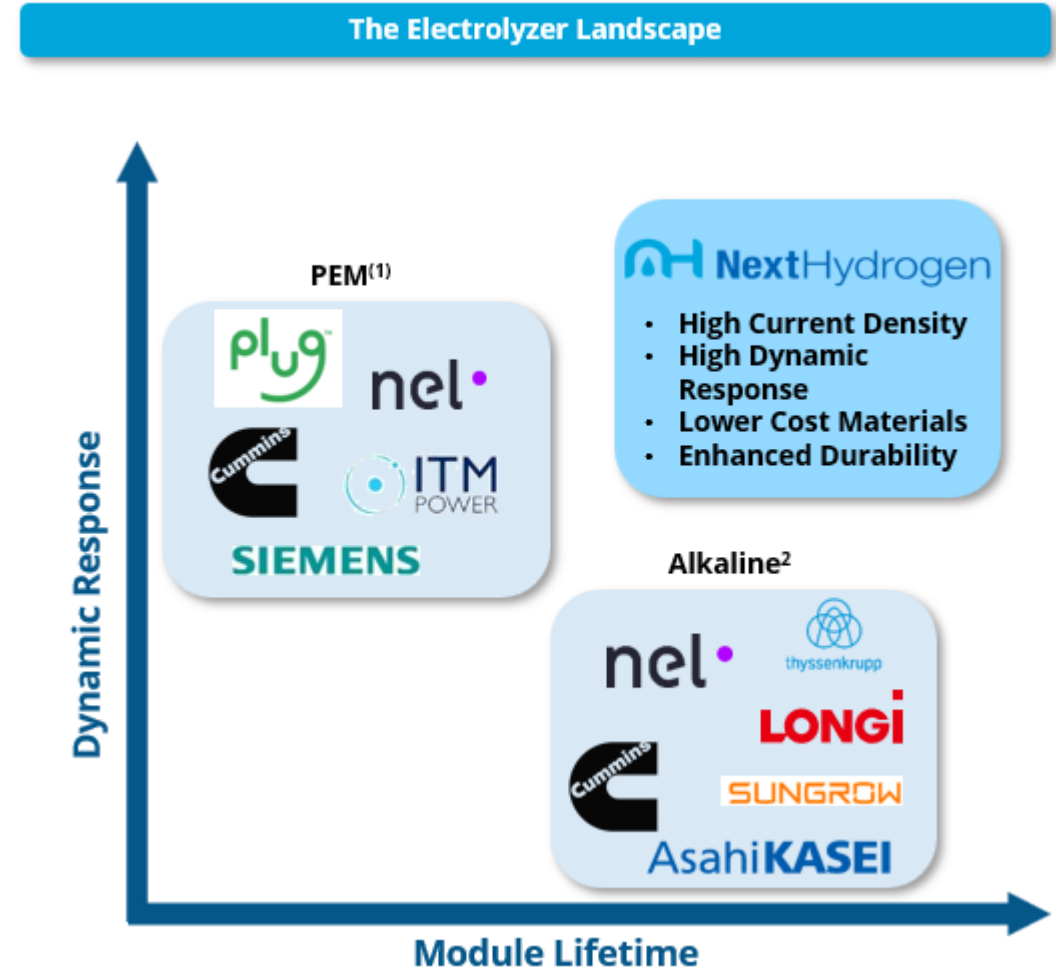 The Electrolyzer Landscape
Dynamic Response
PEM(1)
plug™
nel
Cummins
ITM
POWER
SIEMENS
NextHydrogen
· High Current Density
· High Dynamic
Response
· Lower Cost Materials
· Enhanced Durability
Alkaline²
nel
thyssenkrupp
LONGi
Cummins
SUNGROW
AsahiKASEI
Module Lifetime